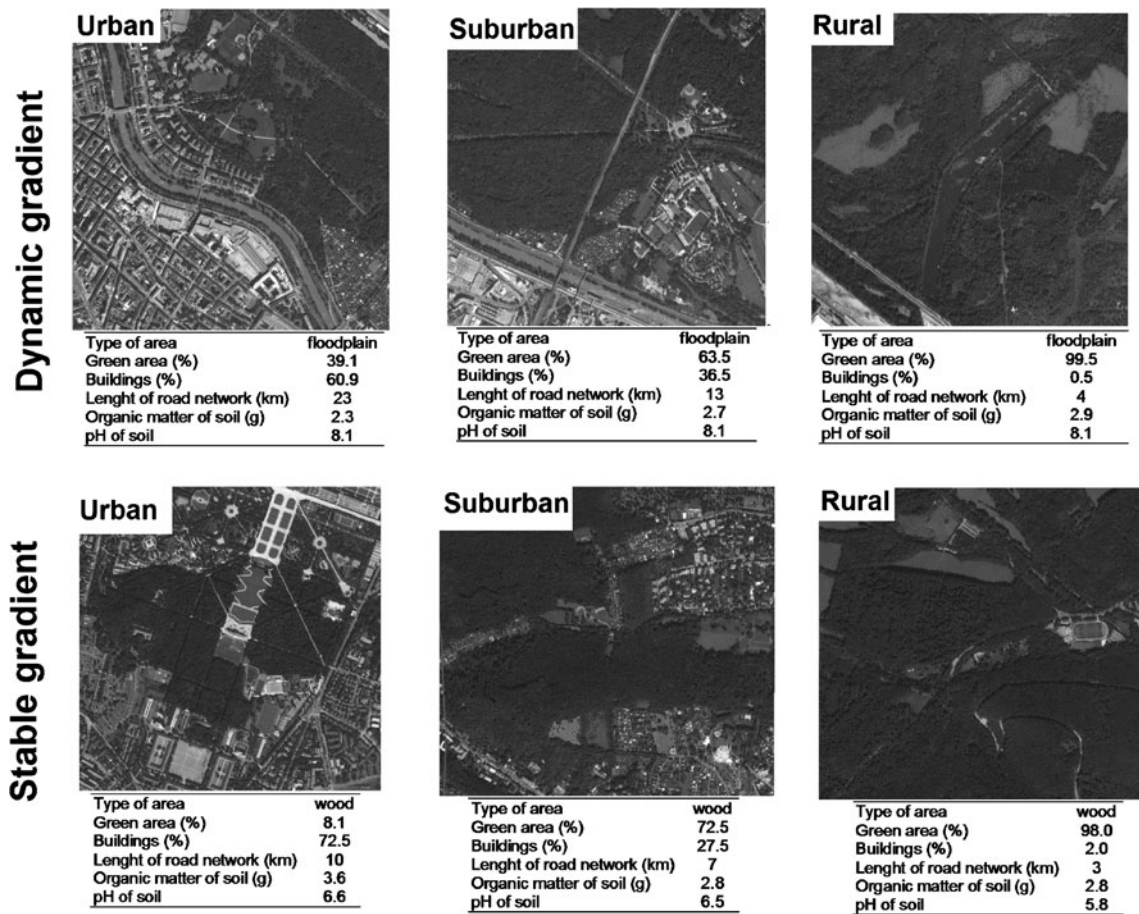 Dynamic gradient
Urban
Type of area floodplain
Green area (%) 39.1
Buildings (%) 60.9
Lenght of road network (km) 23
Organic matter of soil (g) 2.3
pH of soil 8.1
Suburban
Type of area floodplain
Green area (%) 63.5
Buildings (%) 36.5
Lenght of road network (km) 13
Organic matter of soil (g) 2.7
pH of soil 8.1
Rural
Type of area floodplain
Green area (%) 99.5
Buildings (%) 0.5
Lenght of road network (km) 4
Organic matter of soil (g) 2.9
pH of soil 8.1
Stable gradient
Urban
Type of area wood
Green area (%) 8.1
Buildings (%) 72.5
Lenght of road network (km) 10
Organic matter of soil (g) 3.6
pH of soil 6.6
Suburban
Type of area wood
Green area (%) 72.5
Buildings (%) 27.5
Lenght of road network (km) 7
Organic matter of soil (g) 2.8
pH of soil 6.5
Rural
Type of area wood
Green area (%) 98.0
Buildings (%) 2.0
Lenght of road network (km) 3
Organic matter of soil (g) 2.8
pH of soil 5.8